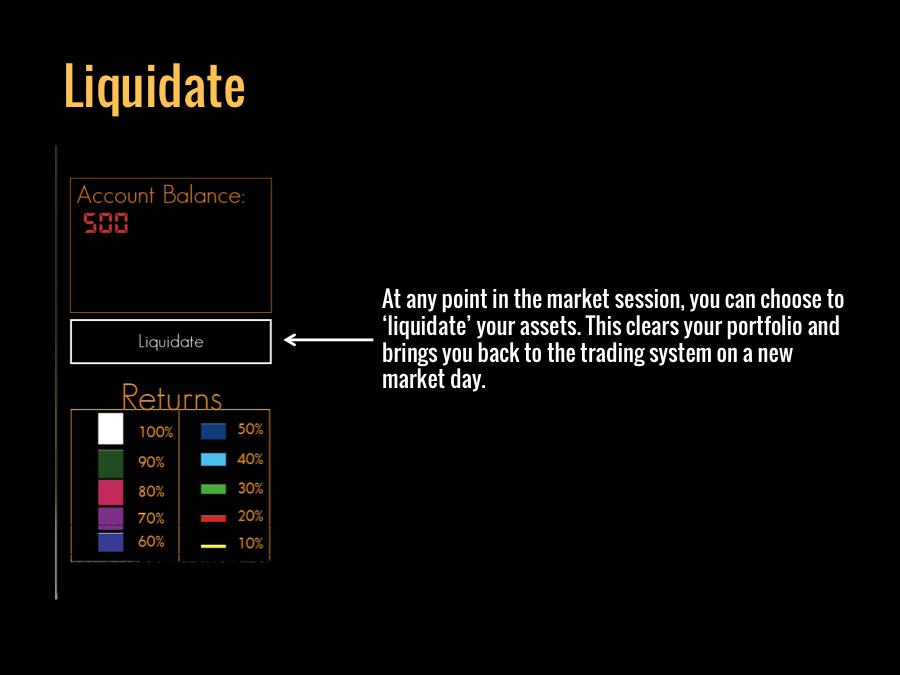 Liquidate
Account Balance:
500
Liquidate
At any point in the market session, you can choose to
‘liquidate’ your assets. This clears your portfolio and
brings you back to the trading system on a new
market day.
Returns
100% 50%
90% 40%
80% 30%
70% 20%
60% 10%